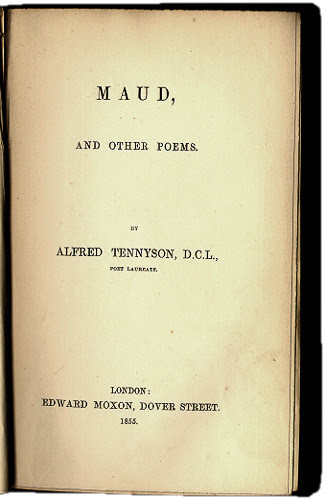 MAUD,
AND OTHER POEMS.
BY
ALFRED TENNYSON, D.C.L.,
POET LAUREATE.
LONDON:
EDWARD MOXON, DOVER STREET.
1855.